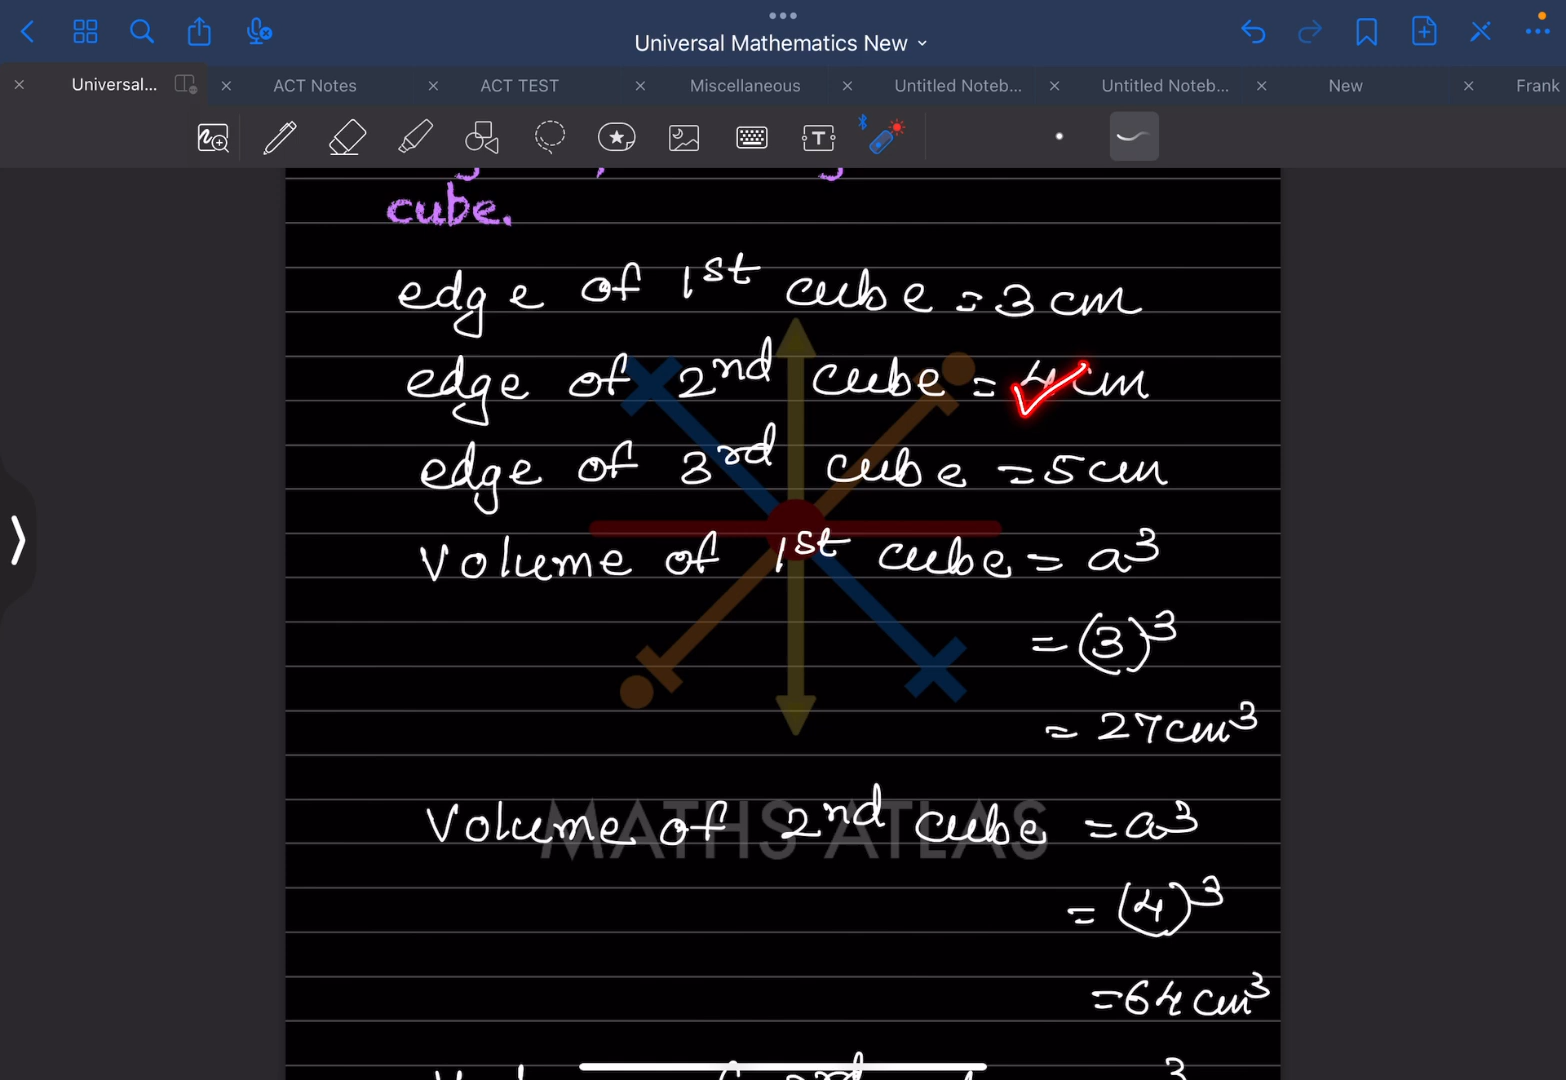 Universal Mathematics New
Universal...
ACT Notes
ACT TEST
Miscellaneous
Untitled Noteb...
Untitled Noteb...
New
Frank
cube.
edge of 1st cube = 3 cm
edge of 2nd cube = 4 cm
edge of 3rd cube = 5 cm
Volume of 1st cube = a³
= (3)³
= 27 cm³
MATHS ATLAS
Volume of 2nd cube = a³
= (4)³
= 64 cm³